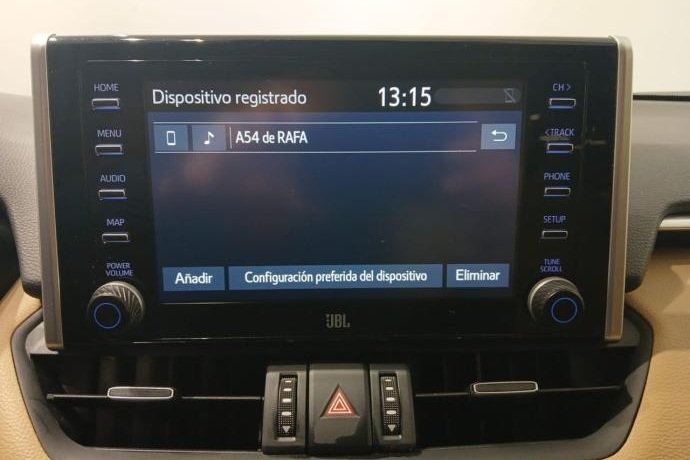 HOME
MENU
AUDIO
MAP
POWER
VOLUME
Dispositivo registrado 13:15
A54 de RAFA
Añadir Configuración preferida del dispositivo Eliminar
CH >
< TRACK
PHONE
SETUP
TUNE
SCROLL
JBL